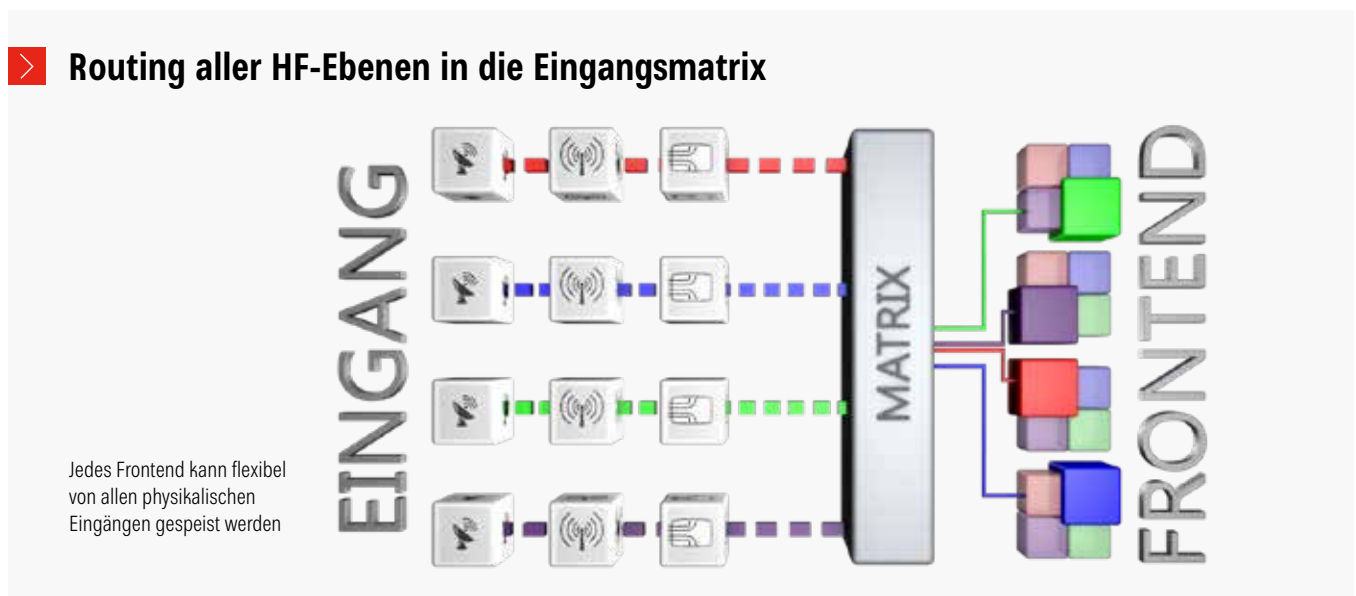 Routing aller HF-Ebenen in die Eingangsmatrix
EINGANG
MATRIX
FRONTEND
Jedes Frontend kann flexibel
von allen physikalischen
Eingängen gespeist werden